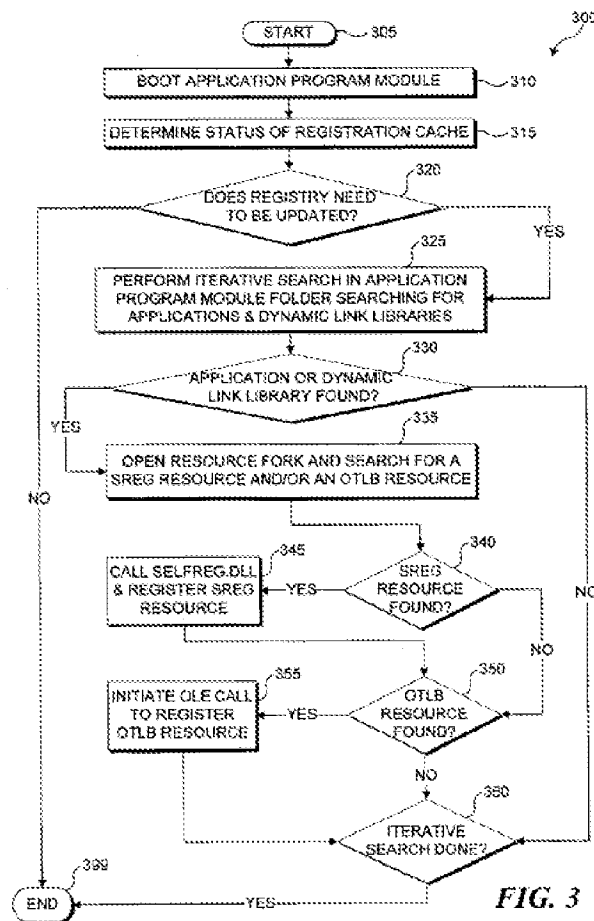 300
START
305
BOOT APPLICATION PROGRAM MODULE
310
DETERMINE STATUS OF REGISTRATION CACHE
315
320
DOES REGISTRY NEED
TO BE UPDATED?
YES
325
PERFORM ITERATIVE SEARCH IN APPLICATION
PROGRAM MODULE FOLDER SEARCHING FOR
APPLICATIONS & DYNAMIC LINK LIBRARIES
330
APPLICATION OR DYNAMIC
LINK LIBRARY FOUND?
YES
335
OPEN RESOURCE FORK AND SEARCH FOR A
SREG RESOURCE AND/OR AN OTLB RESOURCE
NO
345
340
CALL SELFREG.DLL
& REGISTER SREG
RESOURCE
YES
SREG
RESOURCE
FOUND?
NO
NO
355
350
INITIATE OLE CALL
TO REGISTER
OTLB RESOURCE
YES
OTLB
RESOURCE
FOUND?
NO
360
ITERATIVE
SEARCH DONE?
399
END
YES
FIG. 3